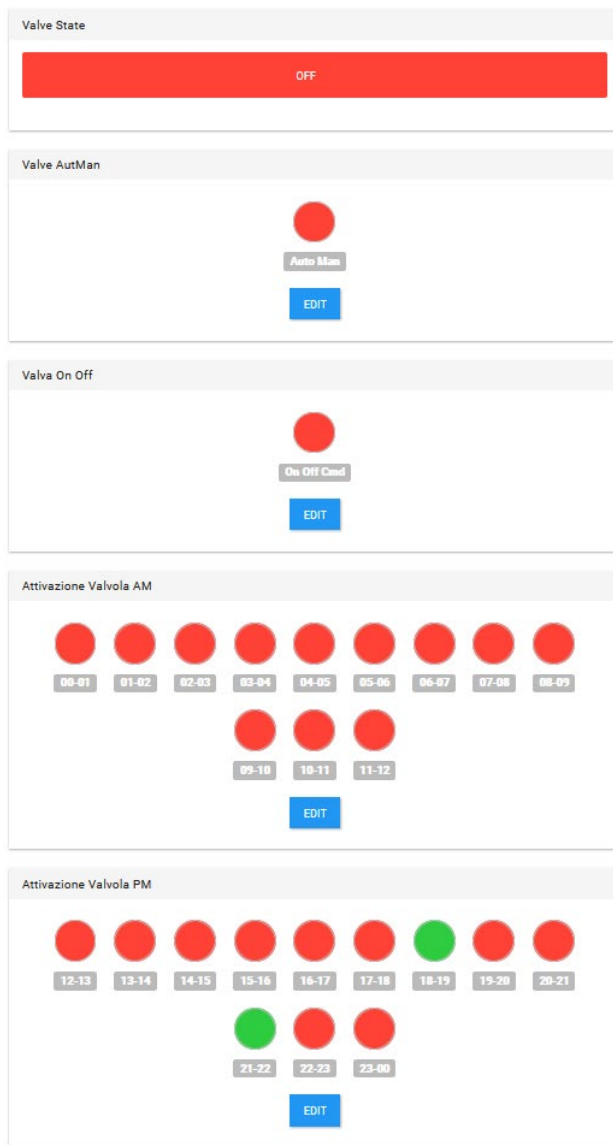 Valve State
OFF
Valve AutMan
Auto Man
EDIT
Valva On Off
On Off Cmd
EDIT
Attivazione Valvola AM
00-01 01-02 02-03 03-04 04-05 05-06 06-07 07-08 08-09
09-10 10-11 11-12
EDIT
Attivazione Valvola PM
12-13 13-14 14-15 15-16 16-17 17-18 18-19 19-20 20-21
21-22 22-23 23-00
EDIT